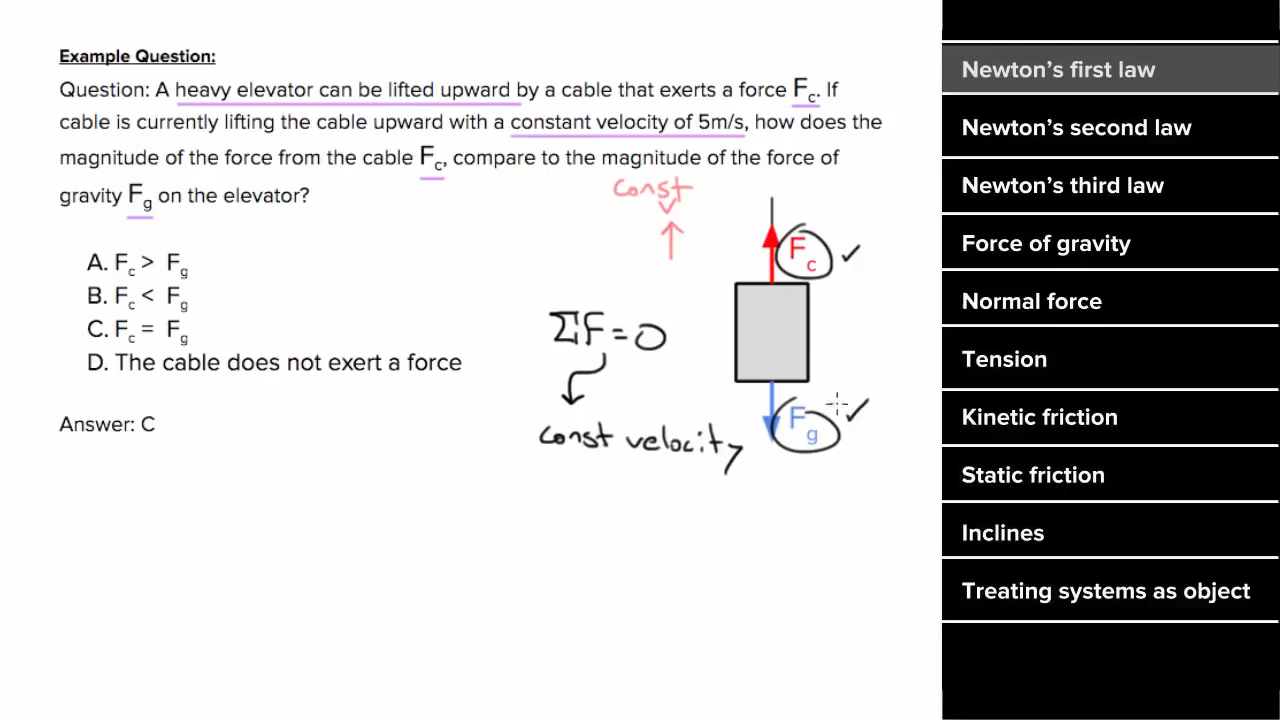 Example Question:
Question: A heavy elevator can be lifted upward by a cable that exerts a force Fc. If
cable is currently lifting the cable upward with a constant velocity of 5m/s, how does the
magnitude of the force from the cable Fc, compare to the magnitude of the force of
gravity Fg on the elevator?
A. Fc > Fg
B. Fc < Fg
C. Fc = Fg
D. The cable does not exert a force
Answer: C
const
v
Fc
ΣF = 0
const velocity
Fg
Newton’s first law
Newton’s second law
Newton’s third law
Force of gravity
Normal force
Tension
Kinetic friction
Static friction
Inclines
Treating systems as object